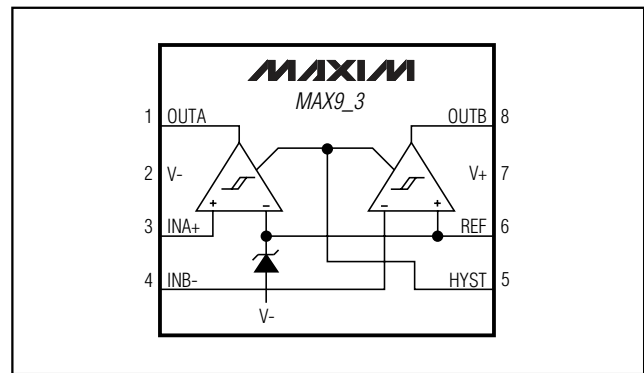 MAXIM
MAX9_3
1 OUTA OUTB 8
2 V- V+ 7
+ - - +
3 INA+ REF 6
4 INB- HYST 5
V-